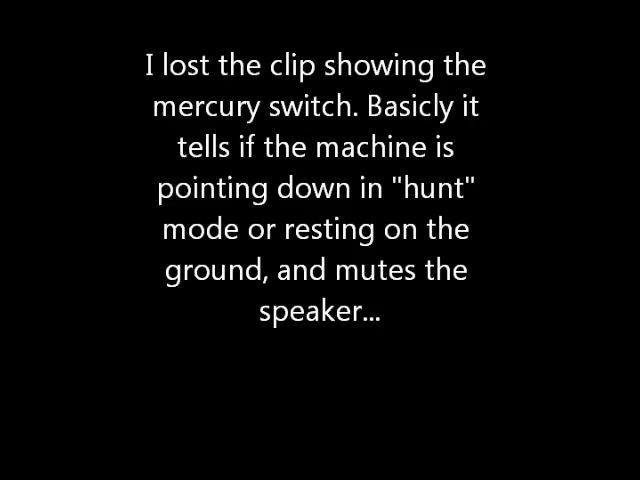 I lost the clip showing the
mercury switch. Basicly it
tells if the machine is
pointing down in "hunt"
mode or resting on the
ground, and mutes the
speaker...